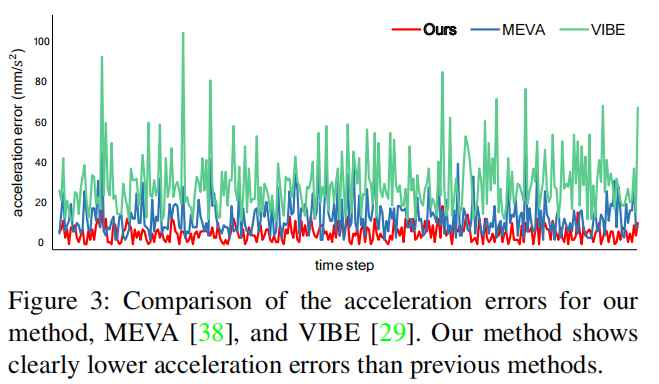 Ours MEVA VIBE
acceleration error (mm/s²)
100
80
60
40
20
0
time step
Figure 3: Comparison of the acceleration errors for our
method, MEVA [38], and VIBE [29]. Our method shows
clearly lower acceleration errors than previous methods.